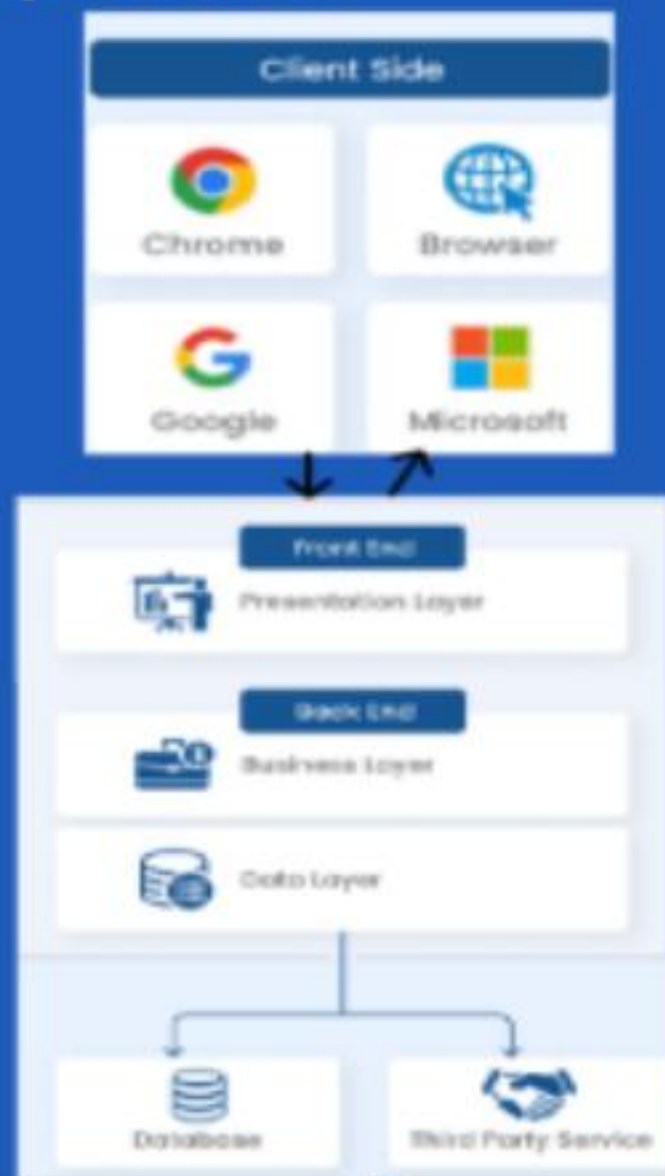 Client Side
Chrome
Browser
Google
Microsoft
Front End
Presentation Layer
Back End
Business Layer
Data Layer
Database
Third Party Service